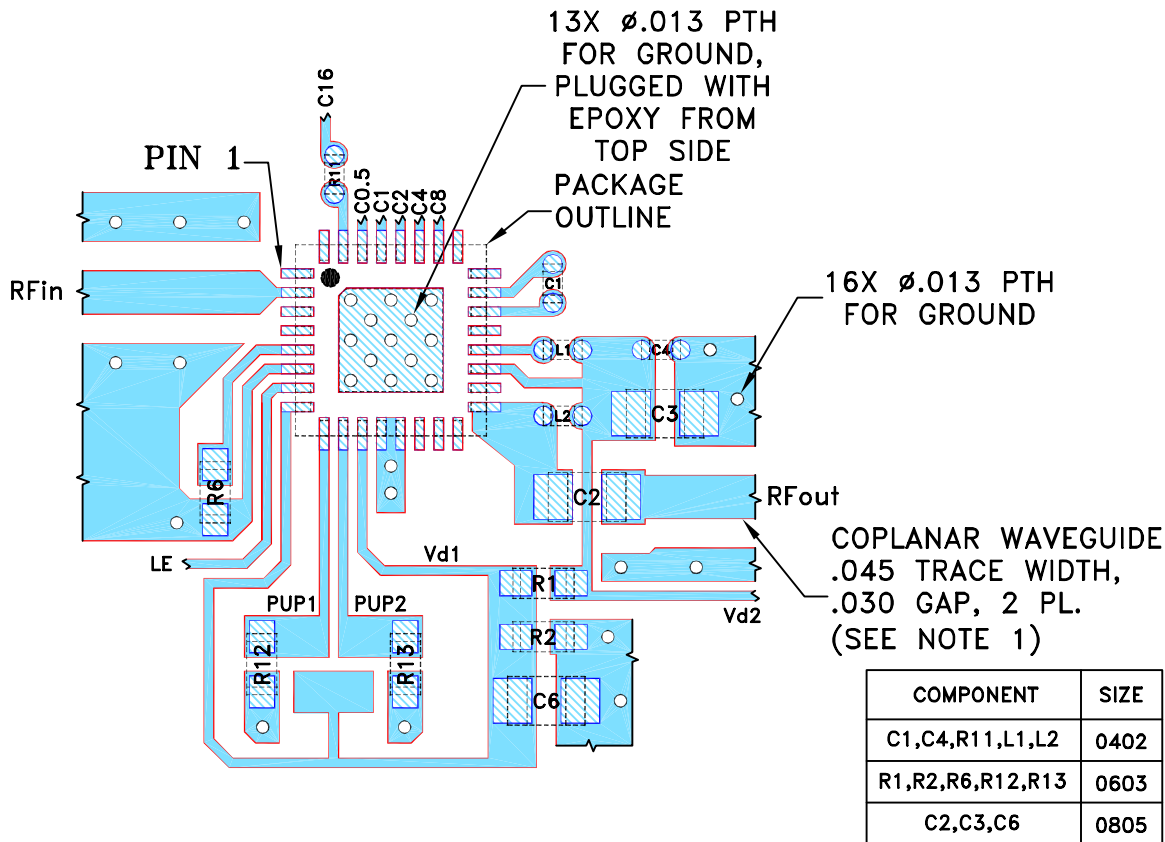 13X ø.013 PTH
FOR GROUND,
PLUGGED WITH
EPOXY FROM
TOP SIDE
PACKAGE
OUTLINE
C16
PIN 1
R11
C0.5
C1
C2
C4
C8
RFin
C1
16X ø.013 PTH
FOR GROUND
L1
C4
L2
C3
R6
C2
RFout
COPLANAR WAVEGUIDE
.045 TRACE WIDTH,
.030 GAP, 2 PL.
(SEE NOTE 1)
LE
Vd1
R1
Vd2
PUP1
PUP2
R2
R12
R13
C6
COMPONENT SIZE
C1,C4,R11,L1,L2 0402
R1,R2,R6,R12,R13 0603
C2,C3,C6 0805